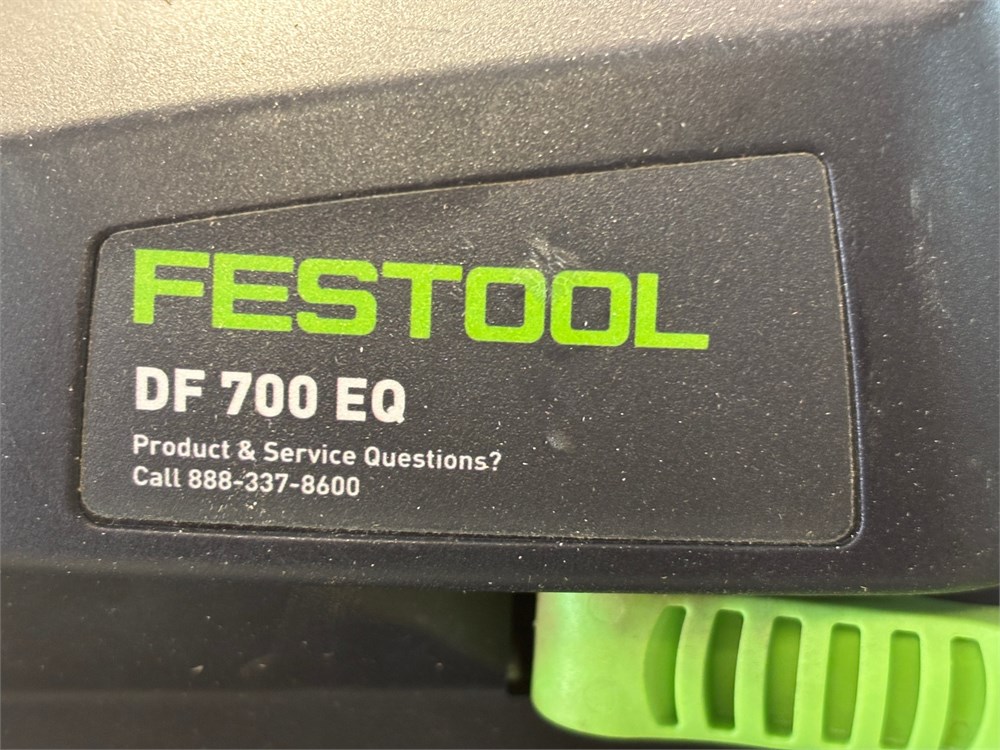 FESTOOL
DF 700 EQ
Product & Service Questions?
Call 888-337-8600